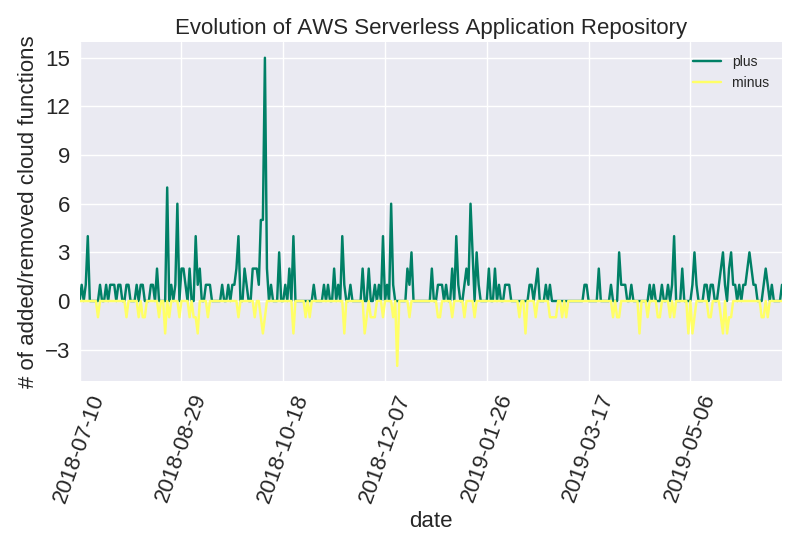 Evolution of AWS Serverless Application Repository
# of added/removed cloud functions
15
12
9
6
3
0
−3
plus
minus
2018-07-10
2018-08-29
2018-10-18
2018-12-07
2019-01-26
2019-03-17
2019-05-06
date